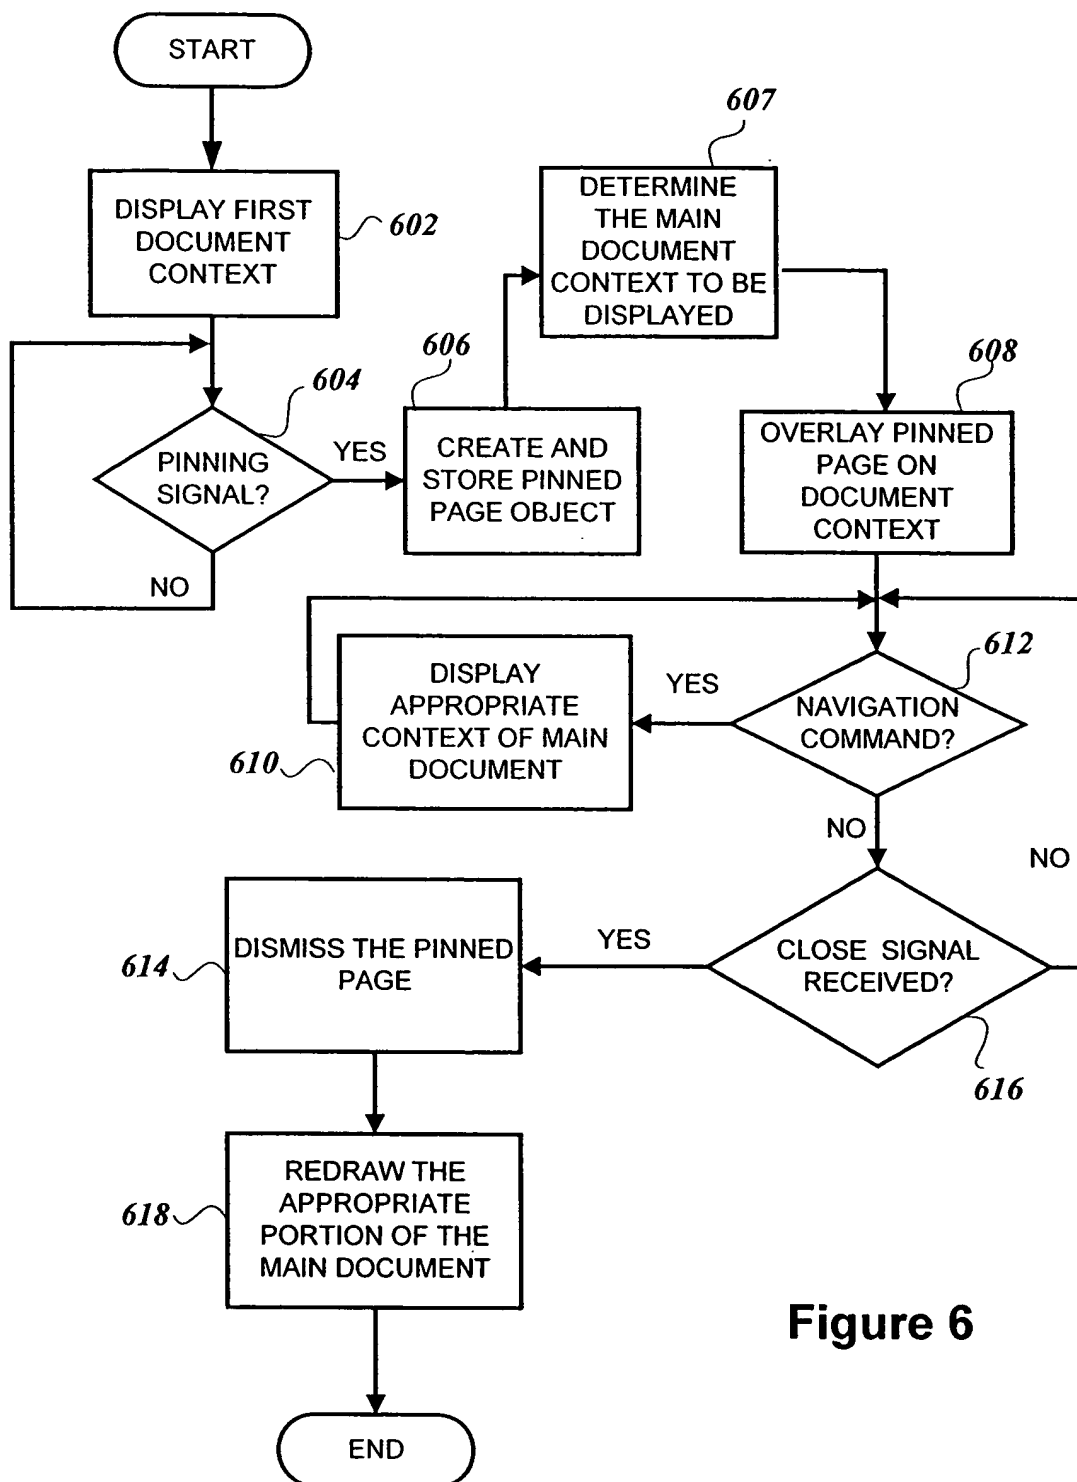 START
607
DETERMINE
THE MAIN
DOCUMENT
CONTEXT TO BE
DISPLAYED
DISPLAY FIRST
DOCUMENT
CONTEXT
602
606
608
604
PINNING
SIGNAL?
YES
NO
CREATE AND
STORE PINNED
PAGE OBJECT
OVERLAY PINNED
PAGE ON
DOCUMENT
CONTEXT
612
NAVIGATION
COMMAND?
YES
DISPLAY
APPROPRIATE
CONTEXT OF MAIN
DOCUMENT
610
NO
NO
CLOSE SIGNAL
RECEIVED?
616
YES
DISMISS THE PINNED
PAGE
614
REDRAW THE
APPROPRIATE
PORTION OF THE
MAIN DOCUMENT
618
Figure 6
END